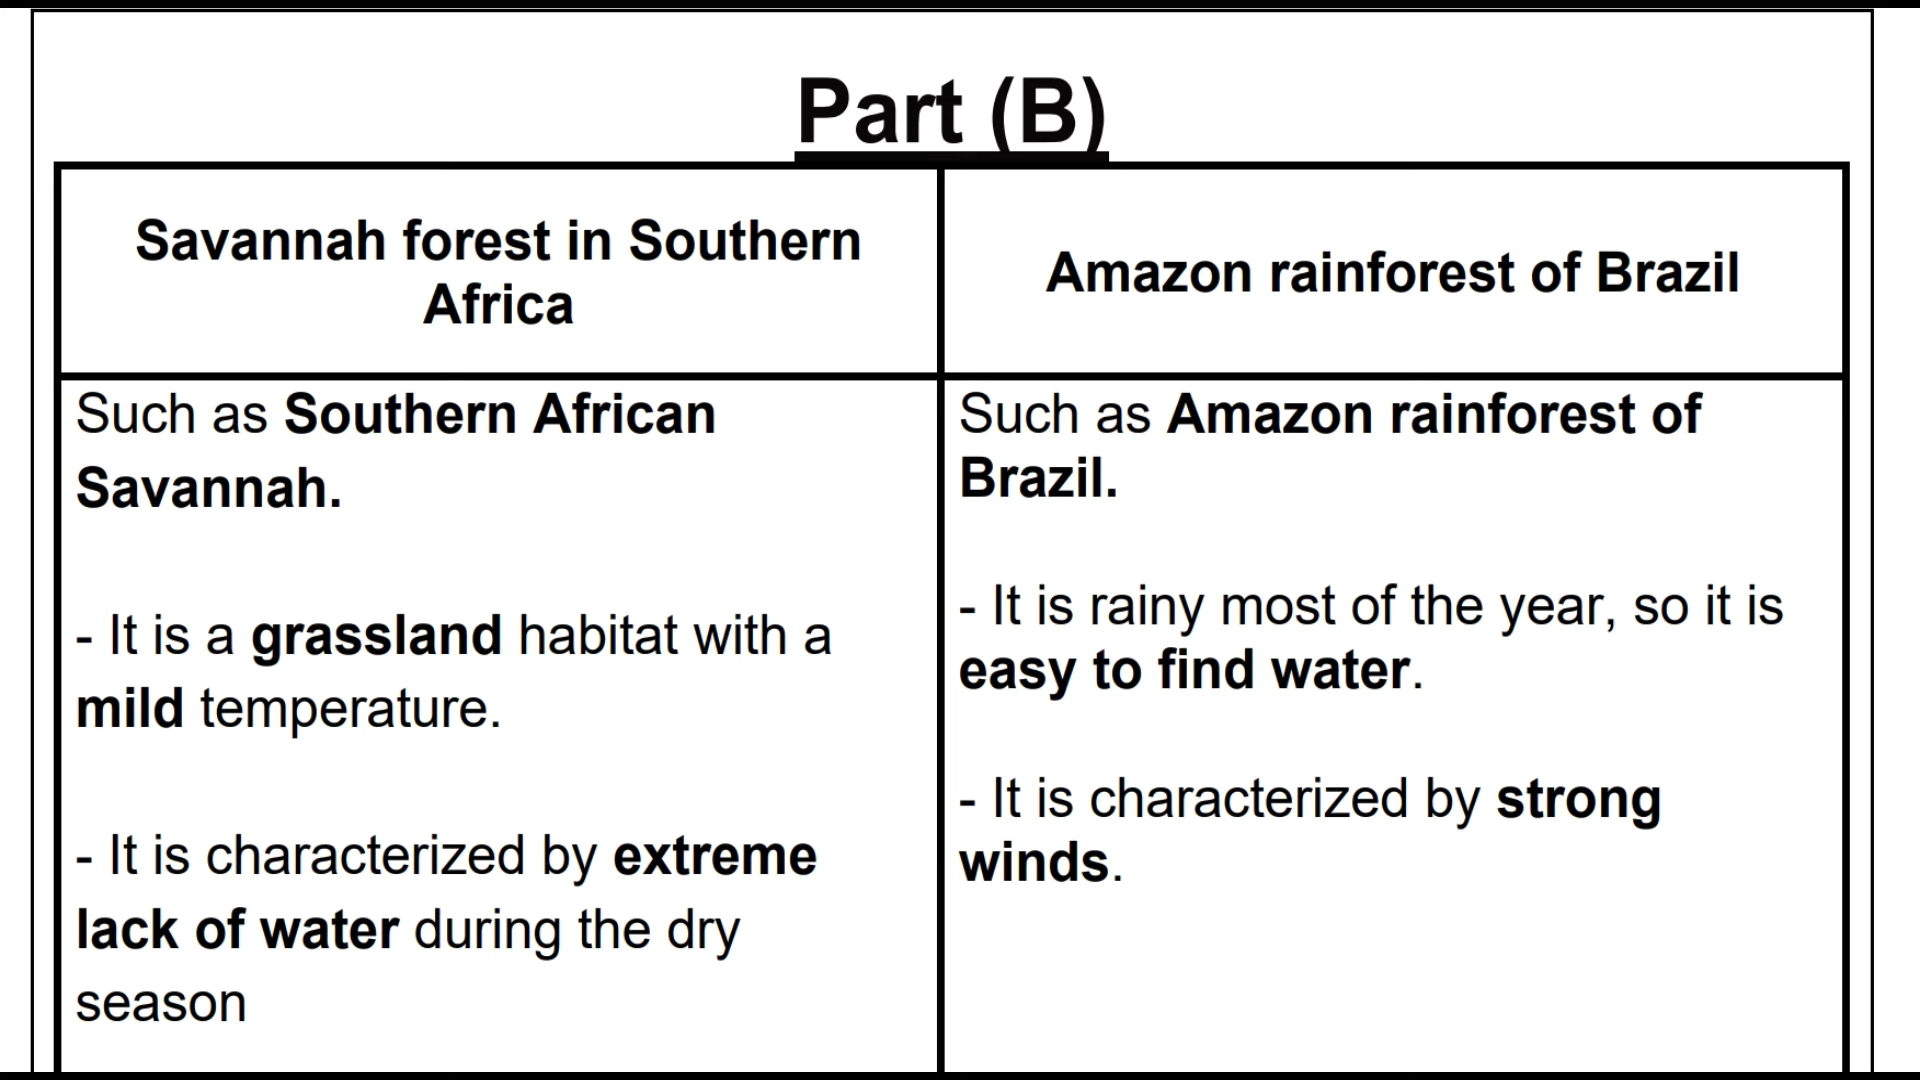 Part (B)
Savannah forest in Southern
Africa
Amazon rainforest of Brazil
Such as Southern African
Savannah.
- It is a grassland habitat with a
mild temperature.
- It is characterized by extreme
lack of water during the dry
season
Such as Amazon rainforest of
Brazil.
- It is rainy most of the year, so it is
easy to find water.
- It is characterized by strong
winds.